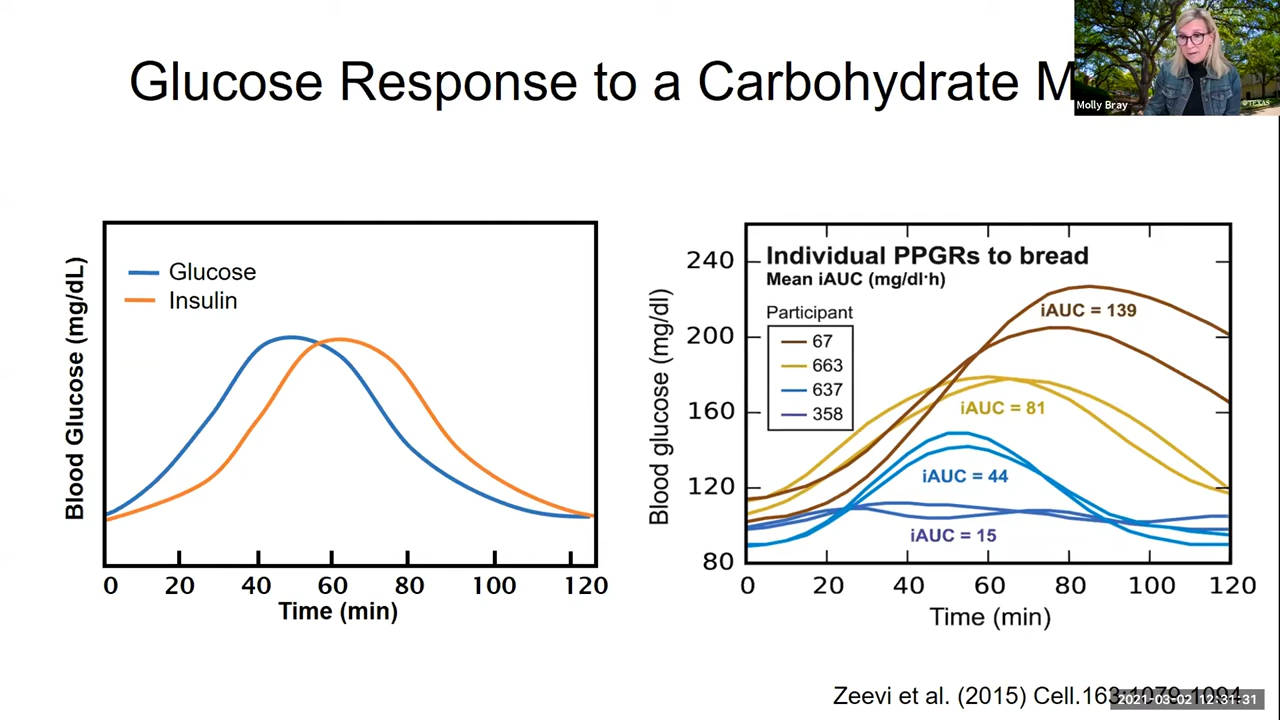 Glucose Response to a Carbohydrate M
Molly Bray
TEXAS
Glucose
Insulin
Blood Glucose (mg/dL)
0 20 40 60 80 100 120
Time (min)
Individual PPGRs to bread
Mean iAUC (mg/dl·h)
Participant
67
663
637
358
iAUC = 139
iAUC = 81
iAUC = 44
iAUC = 15
Blood glucose (mg/dl)
240
200
160
120
80
0 20 40 60 80 100 120
Time (min)
Zeevi et al. (2015) Cell.163:1079-1094
2021-03-02 12:31:31